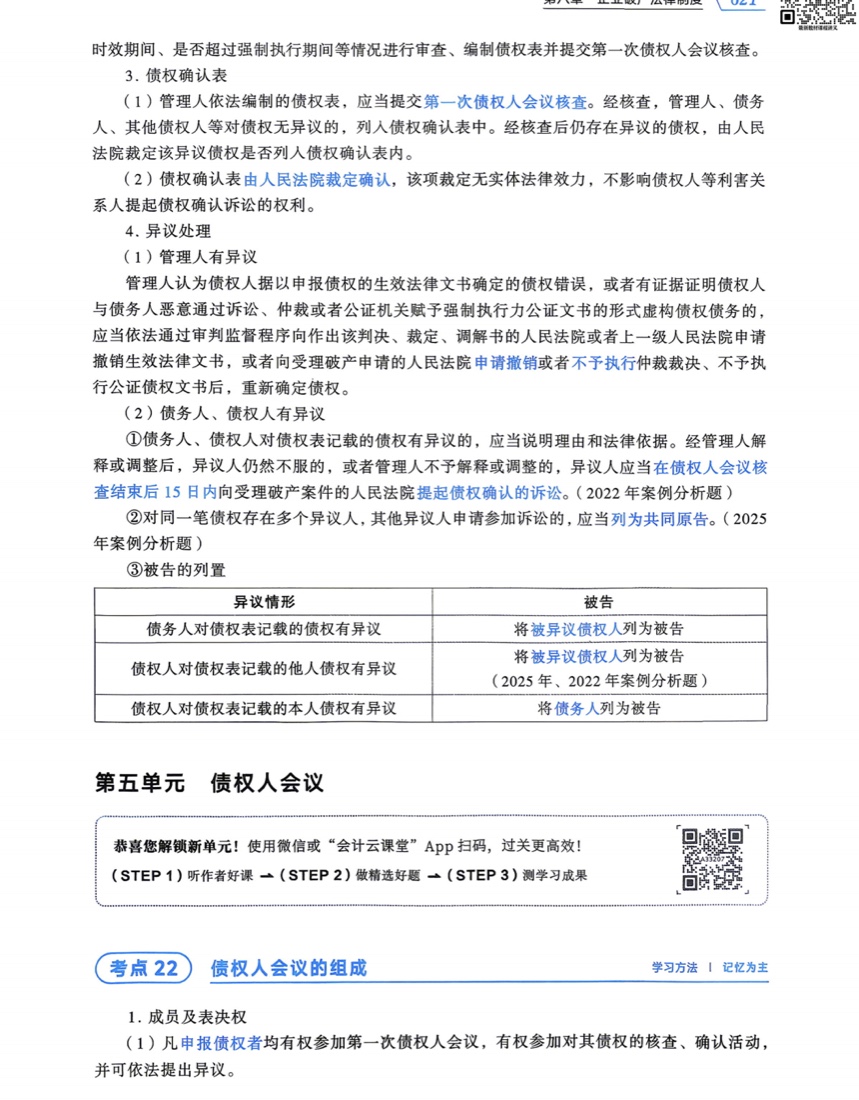 第六章 企业破产法律制度 621
时效期间、是否超过强制执行期间等情况进行审查、编制债权表并提交第一次债权人会议核查。
3. 债权确认表
（1）管理人依法编制的债权表，应当提交第一次债权人会议核查。经核查，管理人、债务
人、其他债权人等对债权无异议的，列入债权确认表中。经核查后仍存在异议的债权，由人民
法院裁定该异议债权是否列入债权确认表内。
（2）债权确认表由人民法院裁定确认，该项裁定无实体法律效力，不影响债权人等利害关
系人提起债权确认诉讼的权利。
4. 异议处理
（1）管理人有异议
管理人认为债权人据以申报债权的生效法律文书确定的债权错误，或者有证据证明债权人
与债务人恶意通过诉讼、仲裁或者公证机关赋予强制执行力公证文书的形式虚构债权债务的，
应当依法通过审判监督程序向作出该判决、裁定、调解书的人民法院或者上一级人民法院申请
撤销生效法律文书，或者向受理破产申请的人民法院申请撤销或者不予执行仲裁裁决、不予执
行公证债权文书后，重新确定债权。
（2）债务人、债权人有异议
①债务人、债权人对债权表记载的债权有异议的，应当说明理由和法律依据。经管理人解
释或调整后，异议人仍然不服的，或者管理人不予解释或调整的，异议人应当在债权人会议核
查结束后 15 日内向受理破产案件的人民法院提起债权确认的诉讼。（2022 年案例分析题）
②对同一笔债权存在多个异议人，其他异议人申请参加诉讼的，应当列为共同原告。（2025
年案例分析题）
③被告的列置
异议情形 被告
债务人对债权表记载的债权有异议 将被异议债权人列为被告
债权人对债权表记载的他人债权有异议 将被异议债权人列为被告
（2025 年、2022 年案例分析题）
债权人对债权表记载的本人债权有异议 将债务人列为被告
第五单元 债权人会议
恭喜您解锁新单元！使用微信或“会计云课堂”App 扫码，过关更高效！
（STEP 1）听作者好课 →（STEP 2）做精选好题 →（STEP 3）测学习成果
A33207
考点 22 债权人会议的组成 学习方法 | 记忆为主
1. 成员及表决权
（1）凡申报债权者均有权参加第一次债权人会议，有权参加对其债权的核查、确认活动，
并可依法提出异议。